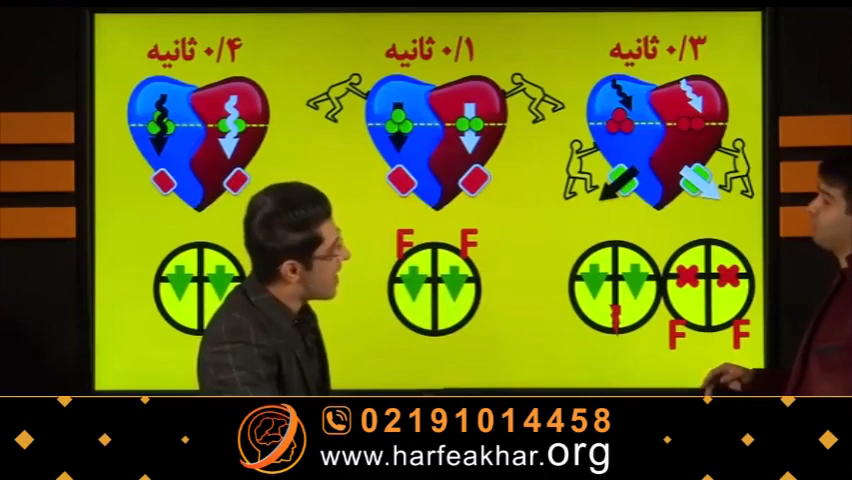 ۰/۳ ثانیه
۰/۱ ثانیه
۰/۴ ثانیه
F F
F F
02191014458
www.harfeakhar.org